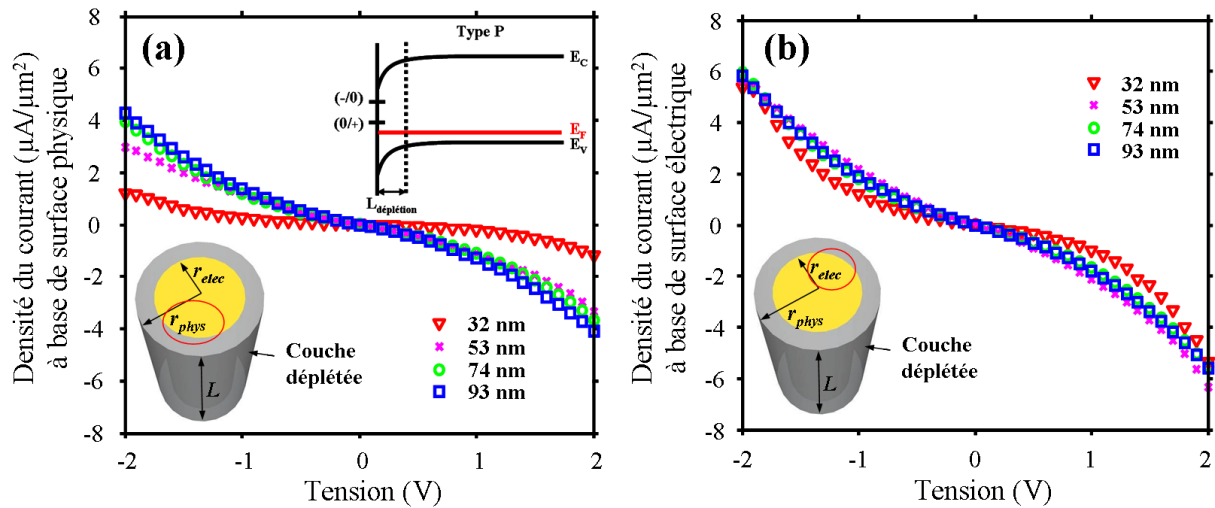 Densité du courant (µA/µm²)
à base de surface physique
8
6
4
2
0
-2
-4
-6
-8
(a)
Type P
E_C
(-/0)
(0/+)
E_F
E_V
L_déplétion
r_elec
r_phys
L
Couche
déplétée
32 nm
53 nm
74 nm
93 nm
-2
-1
0
1
2
Tension (V)
Densité du courant (µA/µm²)
à base de surface électrique
8
6
4
2
0
-2
-4
-6
-8
(b)
32 nm
53 nm
74 nm
93 nm
r_elec
r_phys
L
Couche
déplétée
-2
-1
0
1
2
Tension (V)